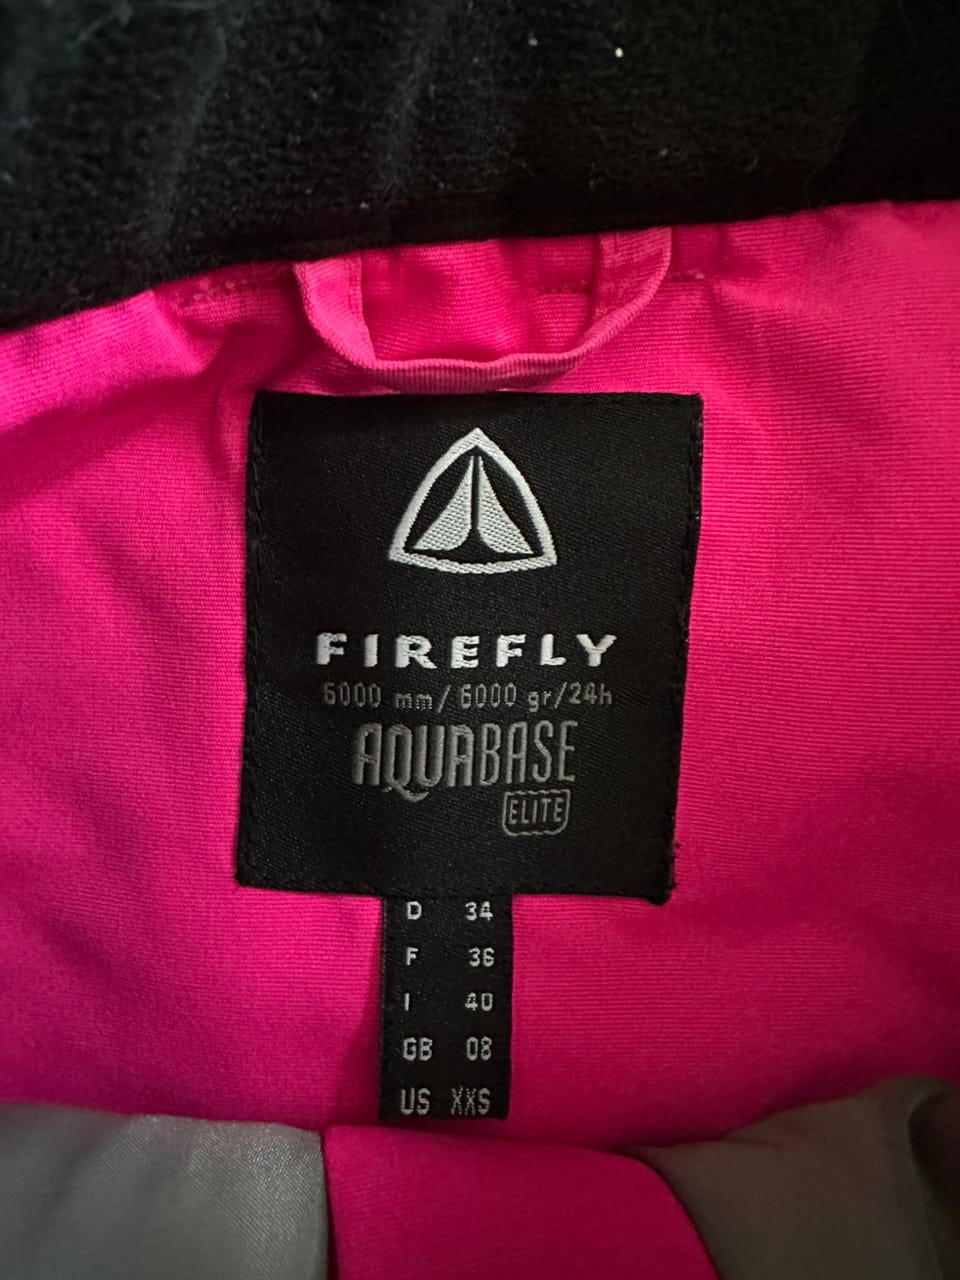 FIREFLY
6000 mm/6000 gr/24h
AQUABASE
ELITE
D 34
F 36
I 40
GB 08
US XXS